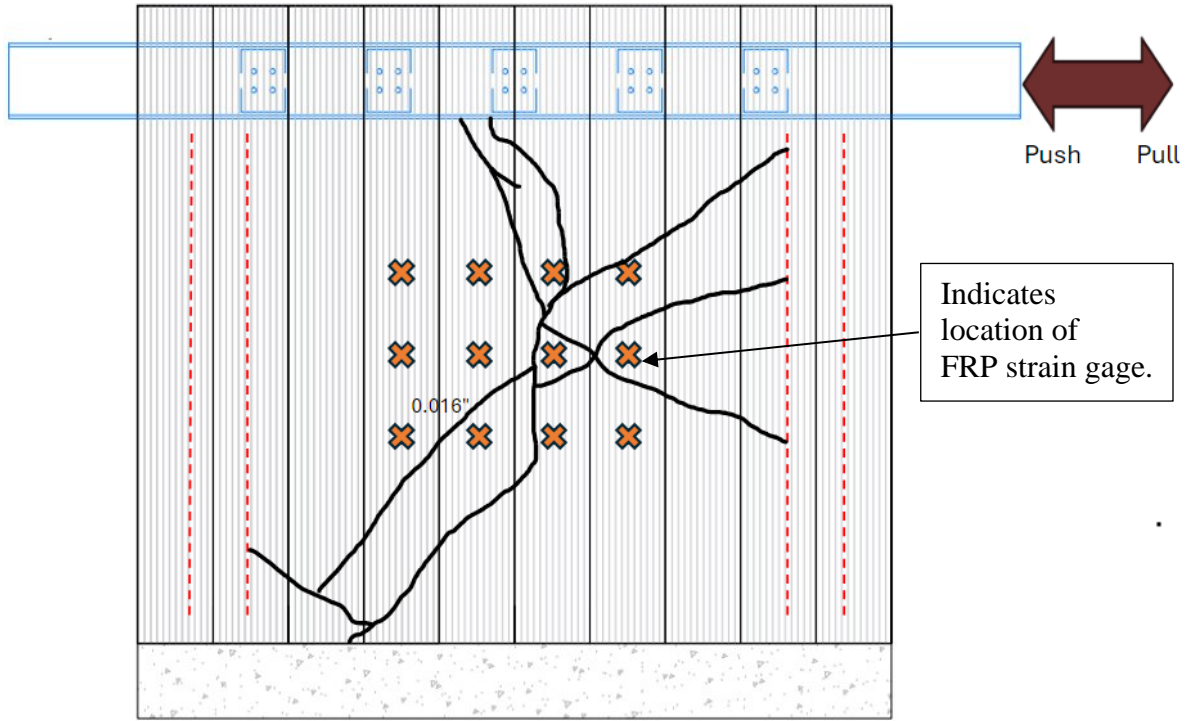 Push Pull
Indicates
location of
FRP strain gage.
0.016"